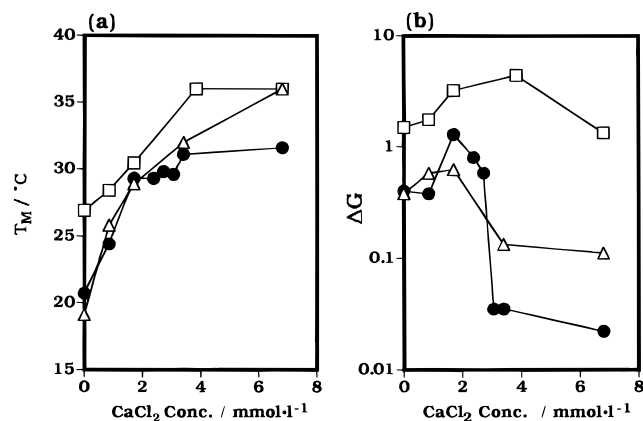 (a)
(b)
40
35
30
25
20
15
T_M / °C
0 2 4 6 8
CaCl₂ Conc. / mmol·l⁻¹
10
1
0.1
0.01
ΔG
0 2 4 6 8
CaCl₂ Conc. / mmol·l⁻¹